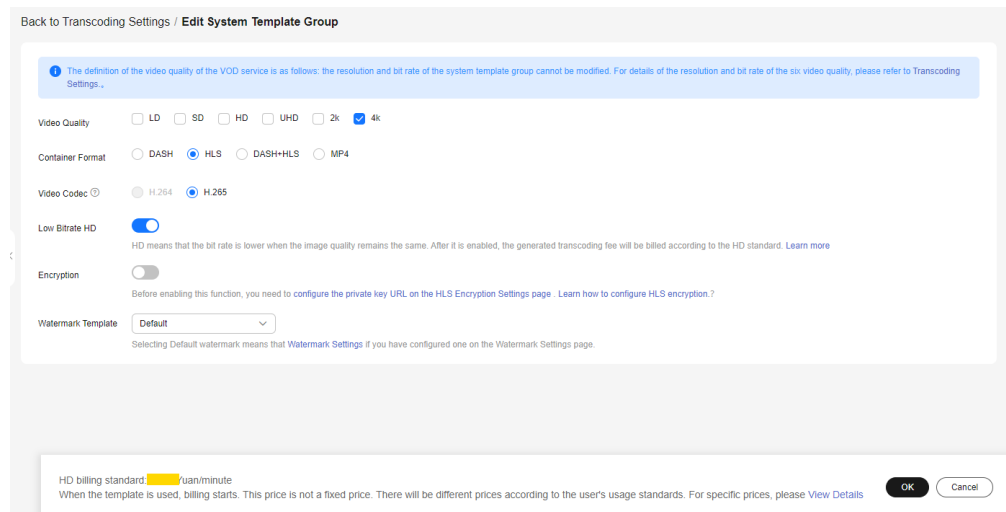 Back to Transcoding Settings / Edit System Template Group
The definition of the video quality of the VOD service is as follows: the resolution and bit rate of the system template group cannot be modified. For details of the resolution and bit rate of the six video quality, please refer to Transcoding
Settings.。
Video Quality LD SD HD UHD 2k 4k
Container Format DASH HLS DASH+HLS MP4
Video Codec ? H.264 H.265
Low Bitrate HD
HD means that the bit rate is lower when the image quality remains the same. After it is enabled, the generated transcoding fee will be billed according to the HD standard. Learn more
Encryption
Before enabling this function, you need to configure the private key URL on the HLS Encryption Settings page . Learn how to configure HLS encryption.?
Watermark Template Default
Selecting Default watermark means that Watermark Settings if you have configured one on the Watermark Settings page.
HD billing standard: Yuan/minute
When the template is used, billing starts. This price is not a fixed price. There will be different prices according to the user's usage standards. For specific prices, please View Details
OK Cancel